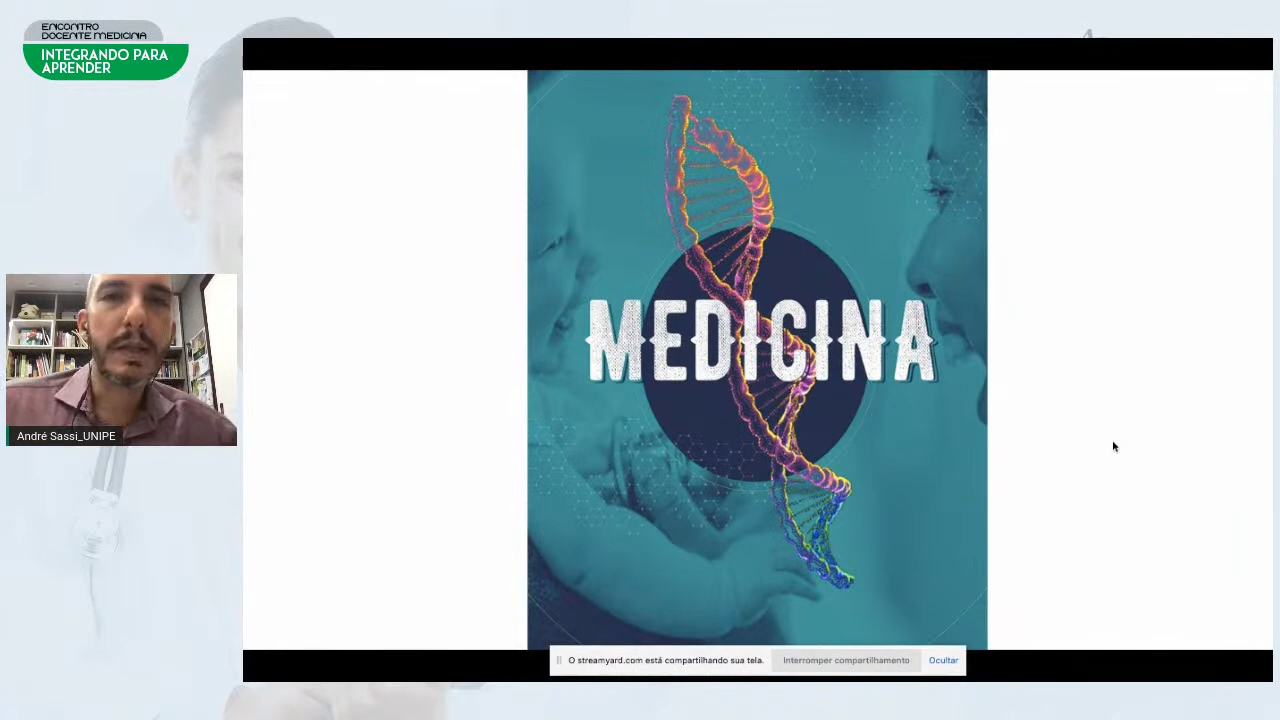 ENCONTRO
DOCENTE MEDICINA
INTEGRANDO PARA
APRENDER
MEDICINA
André Sassi_UNIPE
O streamyard.com está compartilhando sua tela. Interromper compartilhamento Ocultar